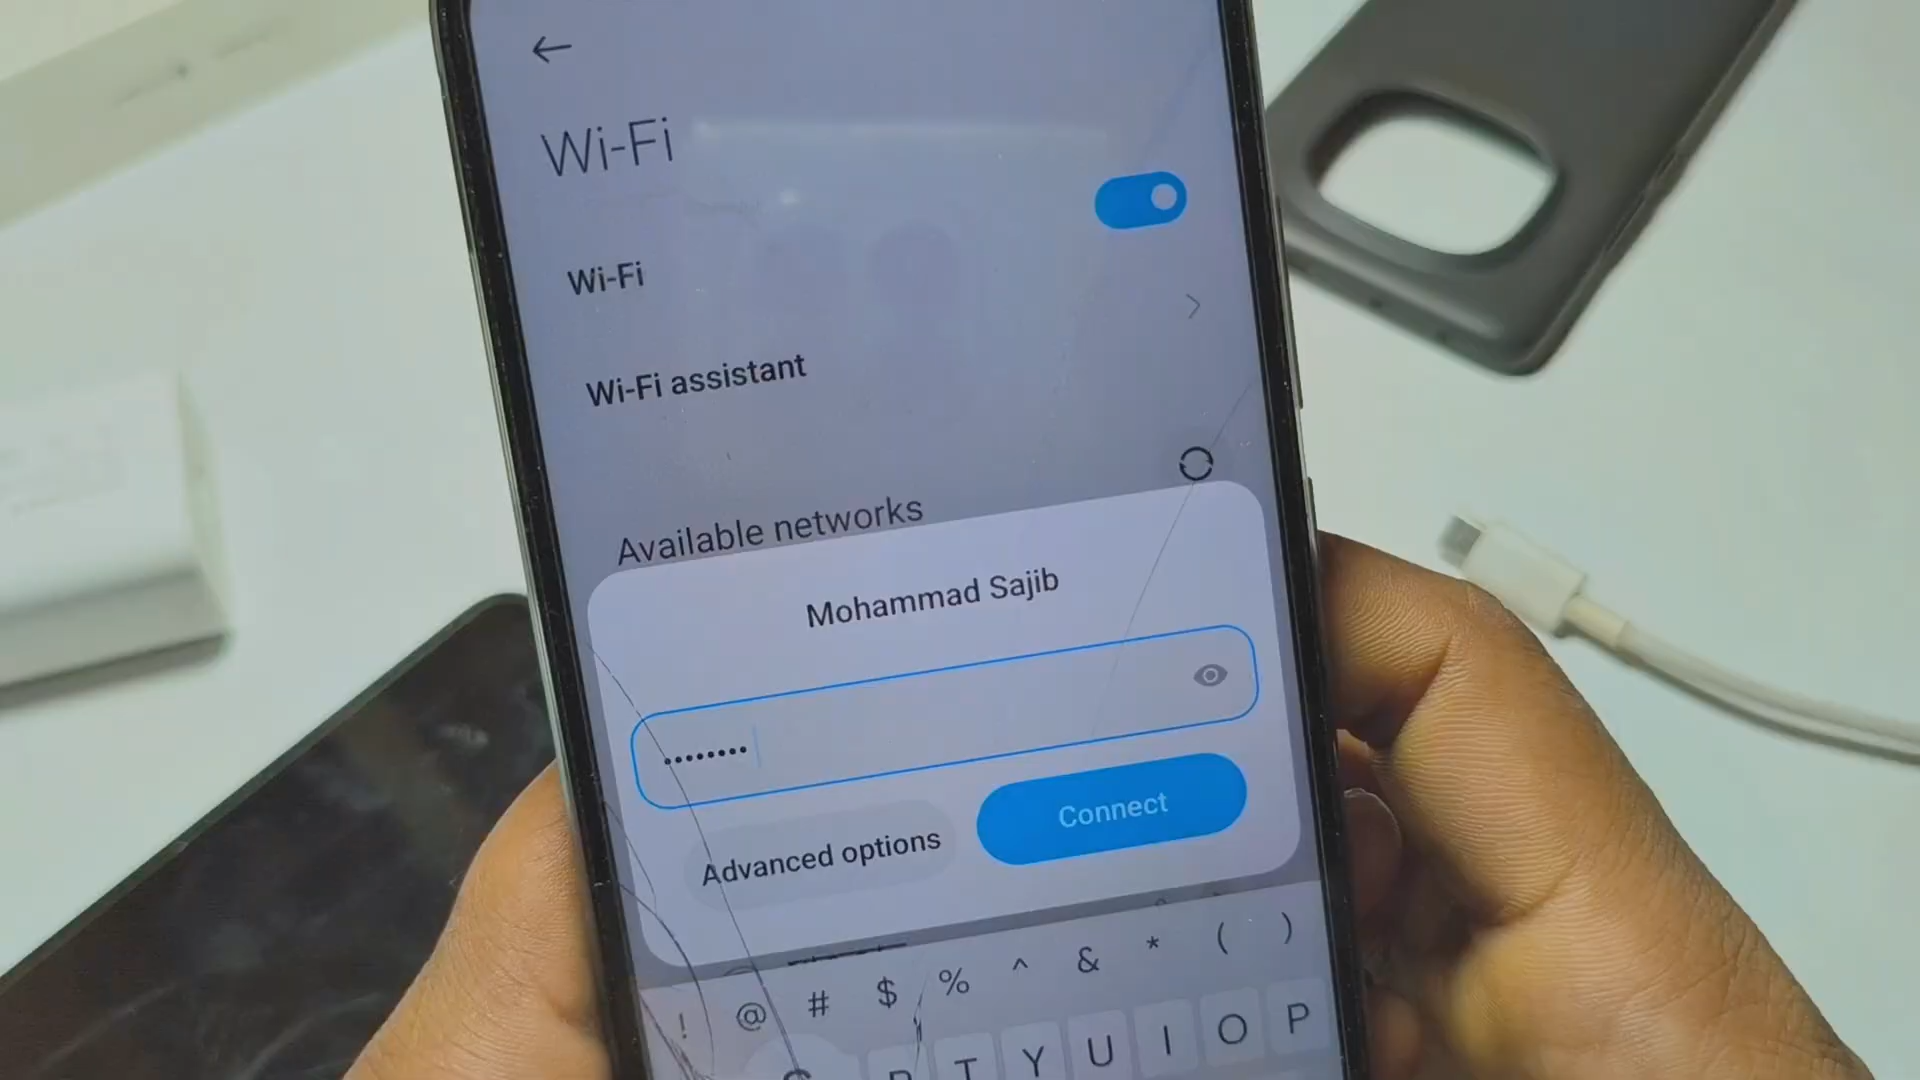 Wi-Fi
Wi-Fi
Wi-Fi assistant
Available networks
Mohammad Sajib
••••••••
Advanced options
Connect
! @ # $ % ^ & * ( )
T Y U I O P